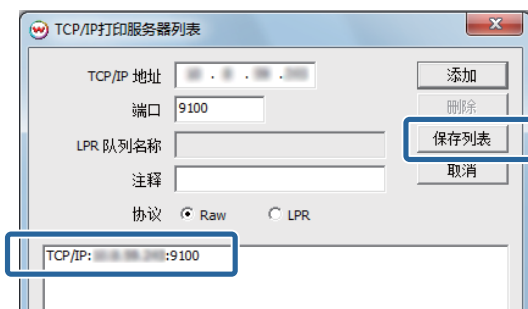 TCP/IP打印服务器列表
TCP/IP 地址
添加
端口 9100
删除
LPR 队列名称
保存列表
注释
取消
协议 Raw LPR
TCP/IP: :9100